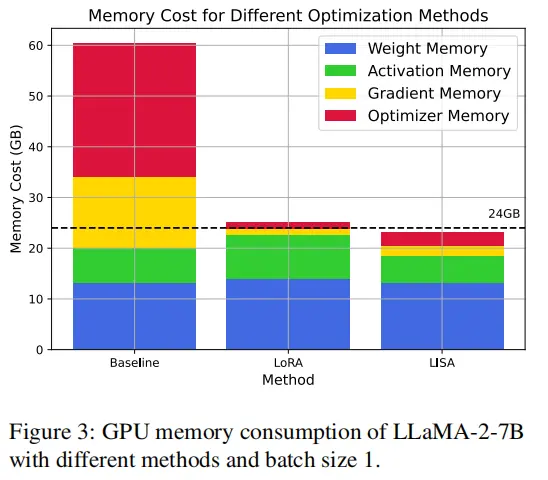 Memory Cost for Different Optimization Methods
Weight Memory
Activation Memory
Gradient Memory
Optimizer Memory
Memory Cost (GB)
60
50
40
30
20
10
0
24GB
Baseline
LoRA
LISA
Method
Figure 3: GPU memory consumption of LLaMA-2-7B
with different methods and batch size 1.